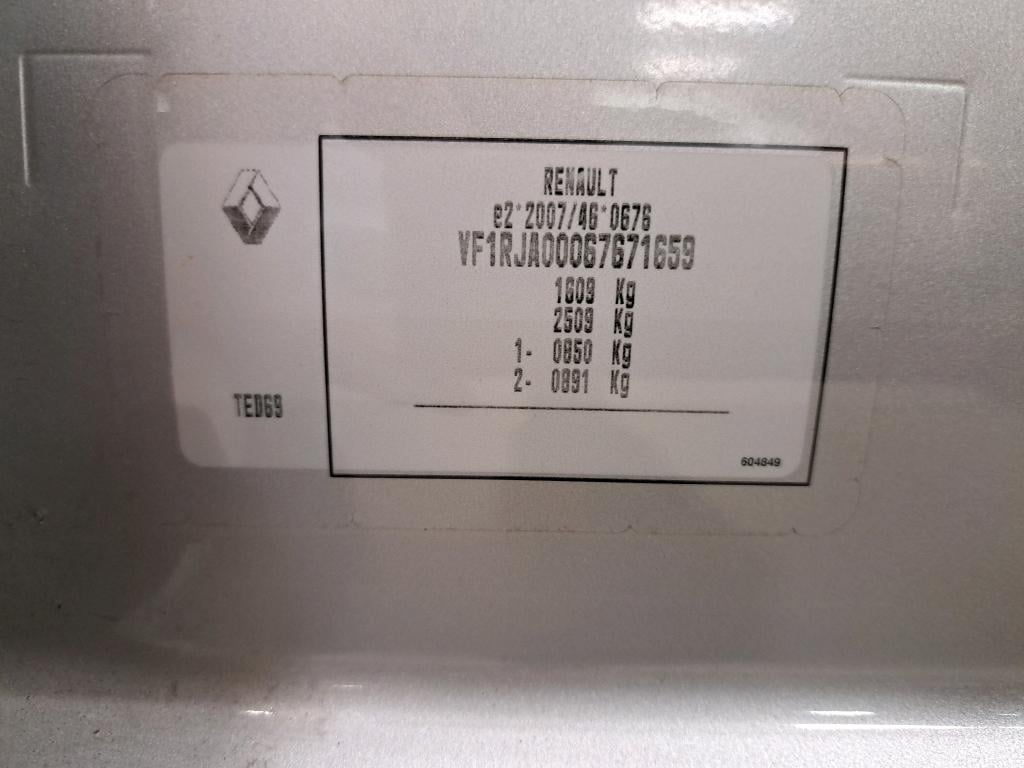 RENAULT
e2*2007/46*0676
VF1RJA00067671659
1609 Kg
2509 Kg
1- 0850 Kg
2- 0891 Kg
TED69
604849